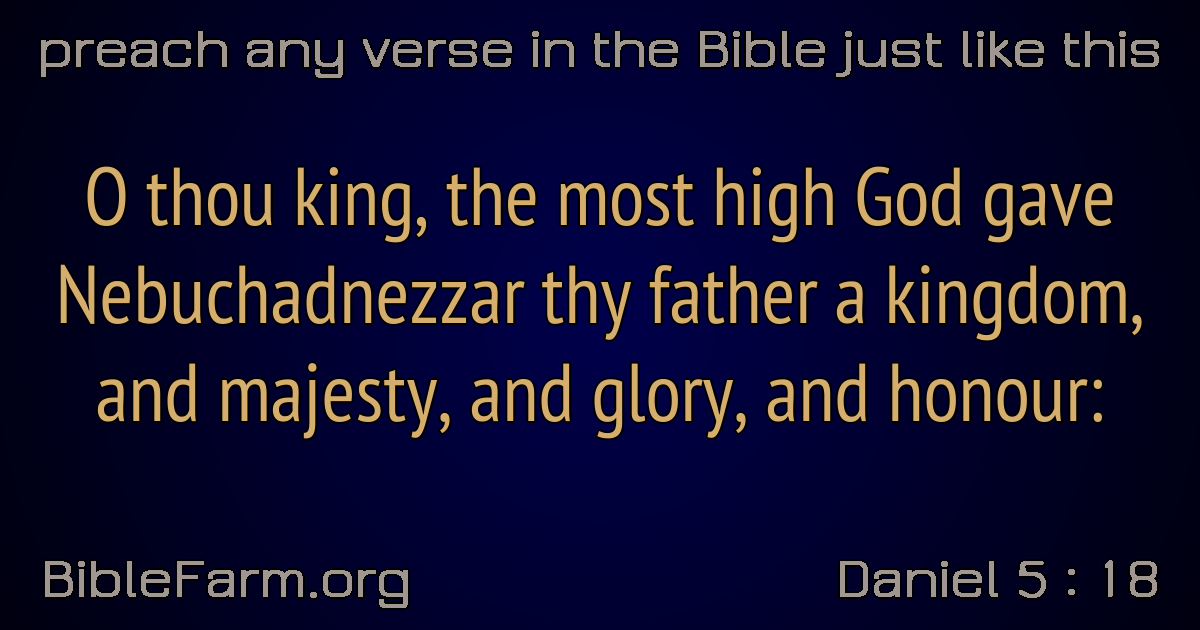 preach any verse in the Bible just like this
O thou king, the most high God gave
Nebuchadnezzar thy father a kingdom,
and majesty, and glory, and honour:
BibleFarm.org
Daniel 5 : 18